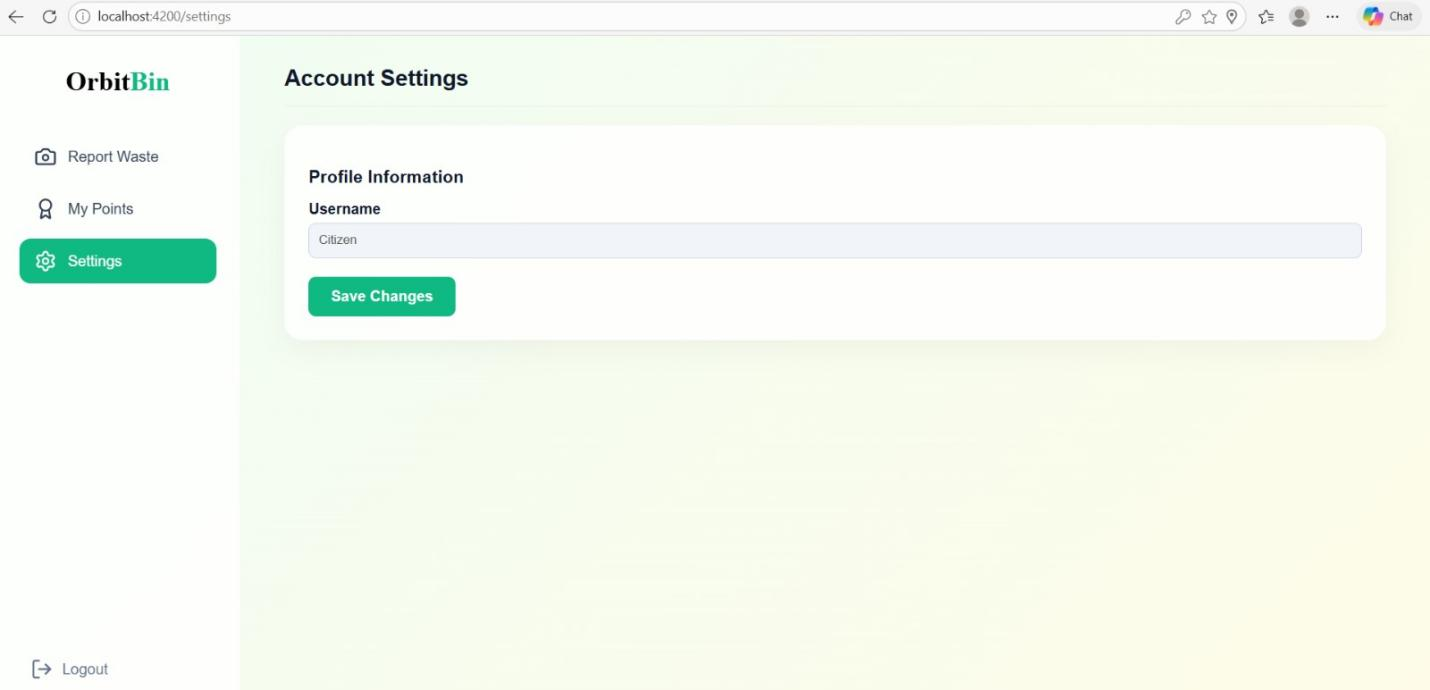 localhost:4200/settings
Chat
OrbitBin
Report Waste
My Points
Settings
Logout
Account Settings
Profile Information
Username
Citizen
Save Changes